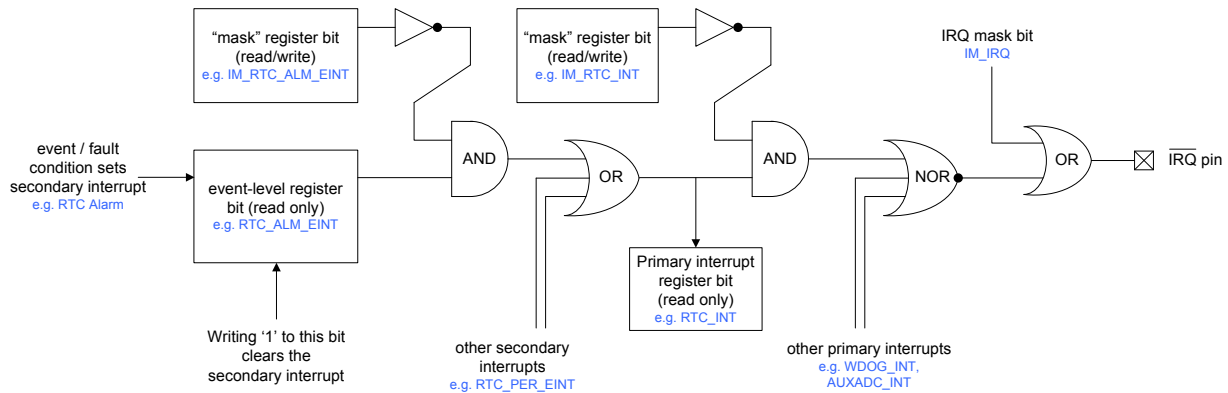 “mask” register bit
(read/write)
e.g. IM_RTC_ALM_EINT
“mask” register bit
(read/write)
e.g. IM_RTC_INT
IRQ mask bit
IM_IRQ
event / fault
condition sets
secondary interrupt
e.g. RTC Alarm
event-level register
bit (read only)
e.g. RTC_ALM_EINT
AND
OR
AND
NOR
OR
IRQ pin
Primary interrupt
register bit
(read only)
e.g. RTC_INT
Writing ‘1’ to this bit
clears the
secondary interrupt
other secondary
interrupts
e.g. RTC_PER_EINT
other primary interrupts
e.g. WDOG_INT,
AUXADC_INT